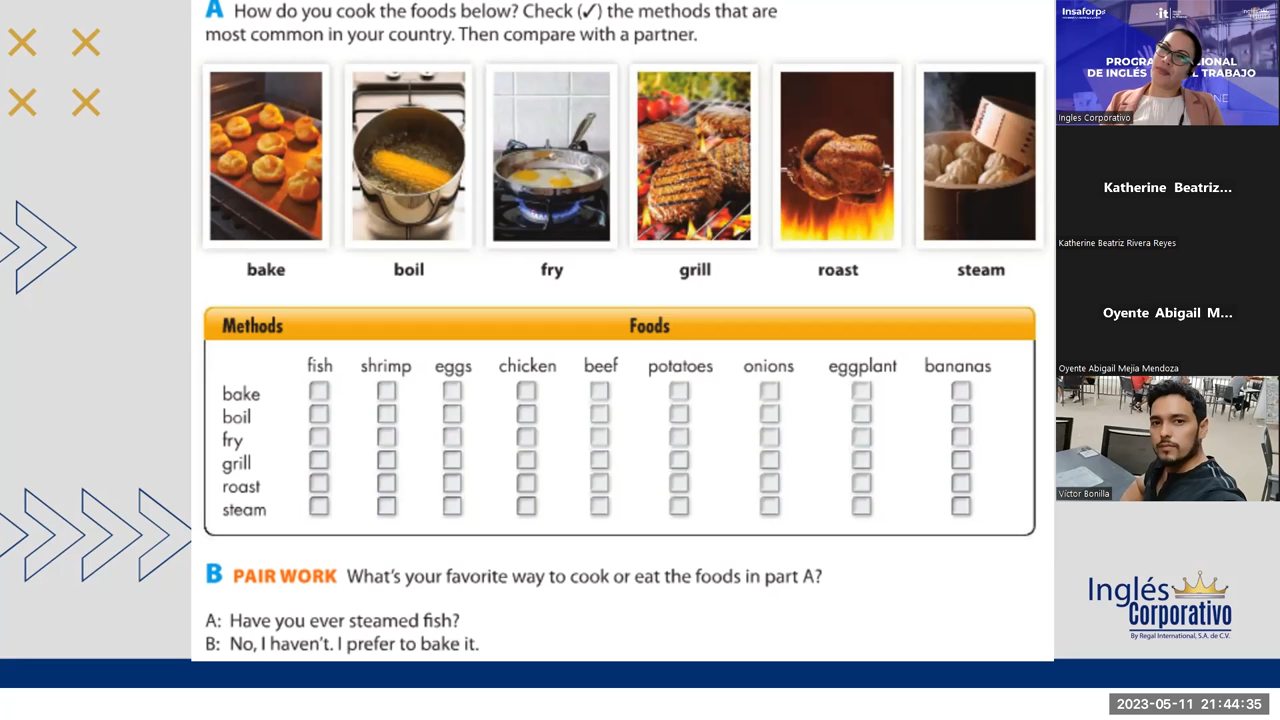 A How do you cook the foods below? Check (✓) the methods that are
most common in your country. Then compare with a partner.
bake boil fry grill roast steam
Methods Foods
fish shrimp eggs chicken beef potatoes onions eggplant bananas
bake
boil
fry
grill
roast
steam
B PAIR WORK What's your favorite way to cook or eat the foods in part A?
A: Have you ever steamed fish?
B: No, I haven't. I prefer to bake it.
Insaforp
DE INGLÉS TRABAJO
Ingles Corporativo
Katherine Beatriz...
Katherine Beatriz Rivera Reyes
Oyente Abigail M...
Oyente Abigail Mejia Mendoza
Víctor Bonilla
Inglés
Corporativo
By Regal International, S.A. de C.V.
2023-05-11 21:44:35